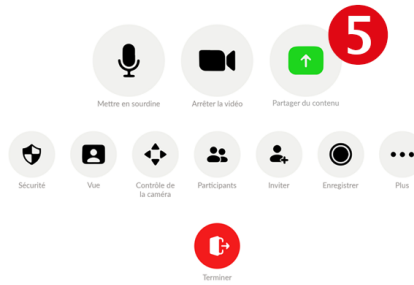 5
Mettre en sourdine
Arrêter la vidéo
Partager du contenu
Sécurité
Vue
Contrôle de
la caméra
Participants
Inviter
Enregistrer
Plus
Terminer